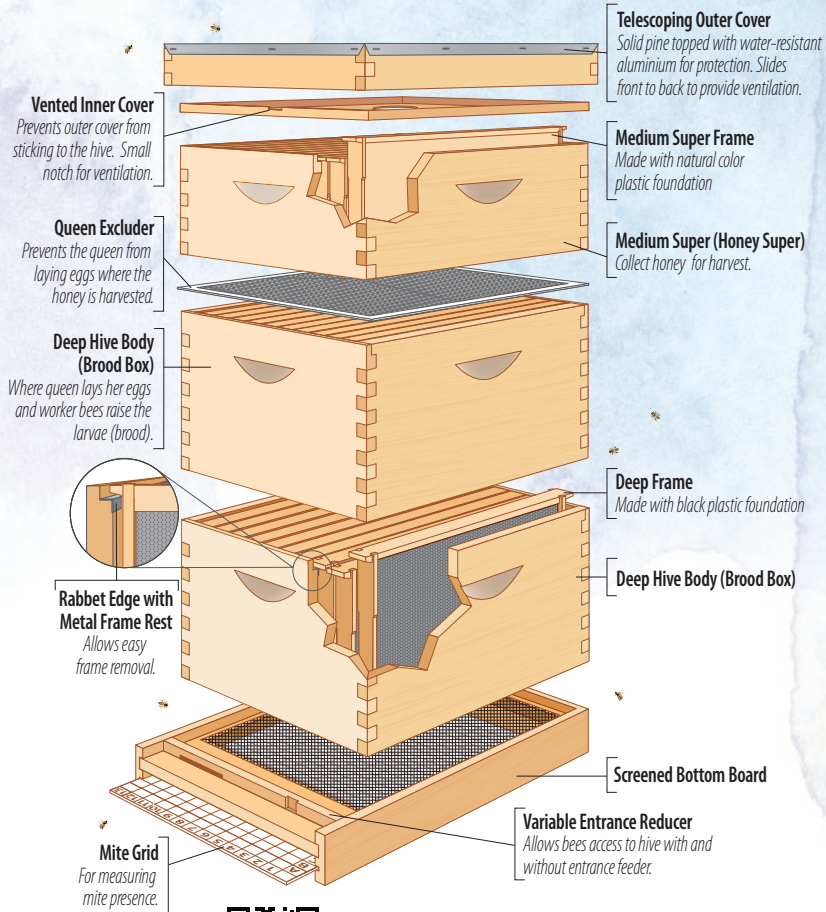 Telescoping Outer Cover
Solid pine topped with water-resistant
aluminium for protection. Slides
front to back to provide ventilation.
Vented Inner Cover
Prevents outer cover from
sticking to the hive. Small
notch for ventilation.
Medium Super Frame
Made with natural color
plastic foundation
Queen Excluder
Prevents the queen from
laying eggs where the
honey is harvested.
Medium Super (Honey Super)
Collect honey for harvest.
Deep Hive Body
(Brood Box)
Where queen lays her eggs
and worker bees raise the
larvae (brood).
Deep Frame
Made with black plastic foundation
Deep Hive Body (Brood Box)
Rabbet Edge with
Metal Frame Rest
Allows easy
frame removal.
Screened Bottom Board
Variable Entrance Reducer
Allows bees access to hive with and
without entrance feeder.
Mite Grid
For measuring
mite presence.